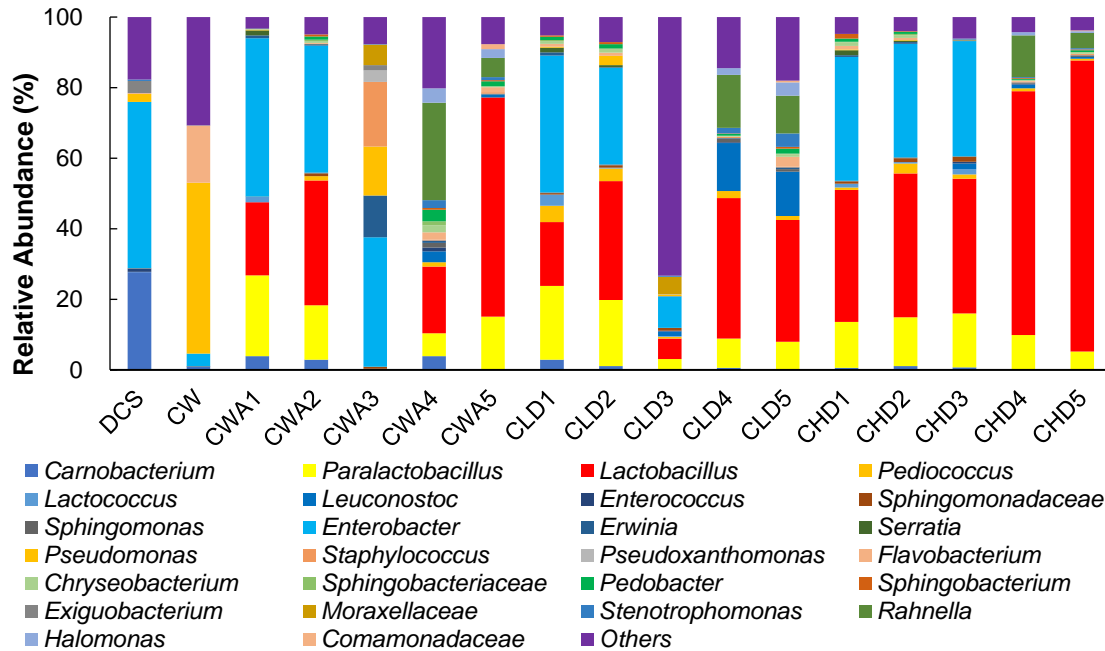 100
80
60
40
20
0
Relative Abundance (%)
DCS CW CWA1 CWA2 CWA3 CWA4 CWA5 CLD1 CLD2 CLD3 CLD4 CLD5 CHD1 CHD2 CHD3 CHD4 CHD5
Carnobacterium Paralactobacillus Lactobacillus Pediococcus
Lactococcus Leuconostoc Enterococcus Sphingomonadaceae
Sphingomonas Enterobacter Erwinia Serratia
Pseudomonas Staphylococcus Pseudoxanthomonas Flavobacterium
Chryseobacterium Sphingobacteriaceae Pedobacter Sphingobacterium
Exiguobacterium Moraxellaceae Stenotrophomonas Rahnella
Halomonas Comamonadaceae Others